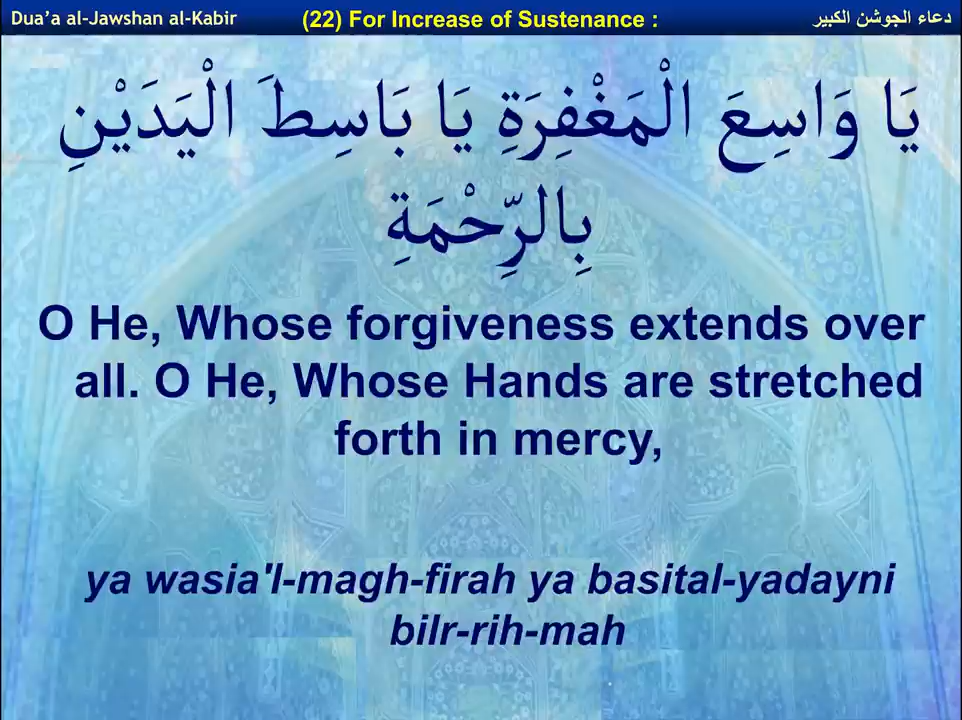 Dua’a al-Jawshan al-Kabir (22) For Increase of Sustenance : دعاء الجوشن الكبير
يَا وَاسِعَ الْمَغْفِرَةِ يَا بَاسِطَ الْيَدَيْنِ
بِالرِّحْمَةِ
O He, Whose forgiveness extends over
all. O He, Whose Hands are stretched
forth in mercy,
ya wasia'l-magh-firah ya basital-yadayni
bilr-rih-mah